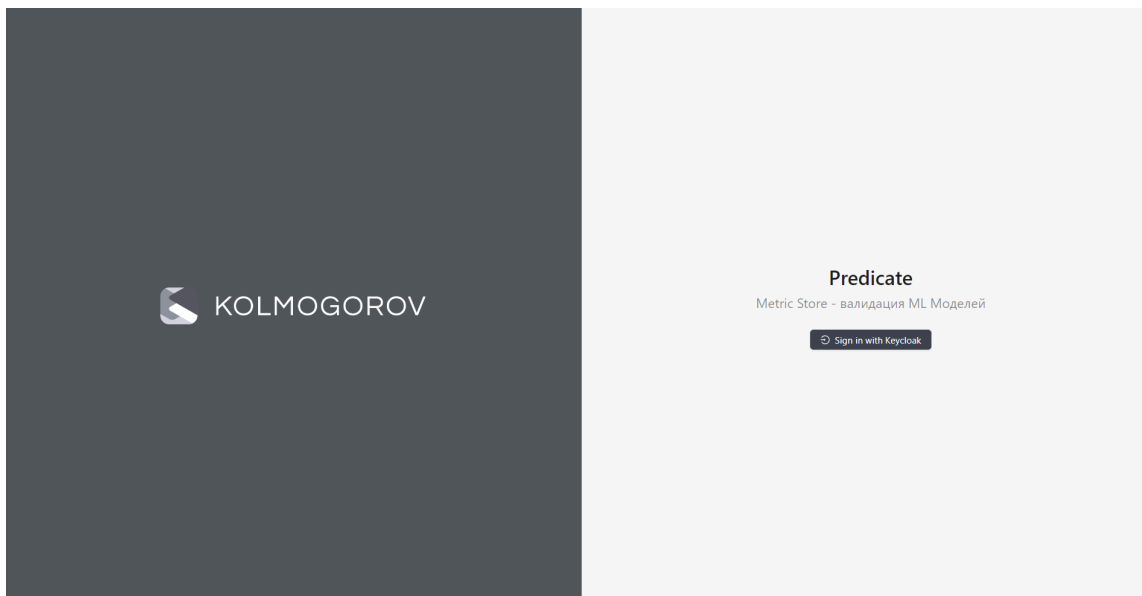 KOLMOGOROV
Predicate
Metric Store - валидация ML Моделей
Sign in with Keycloak